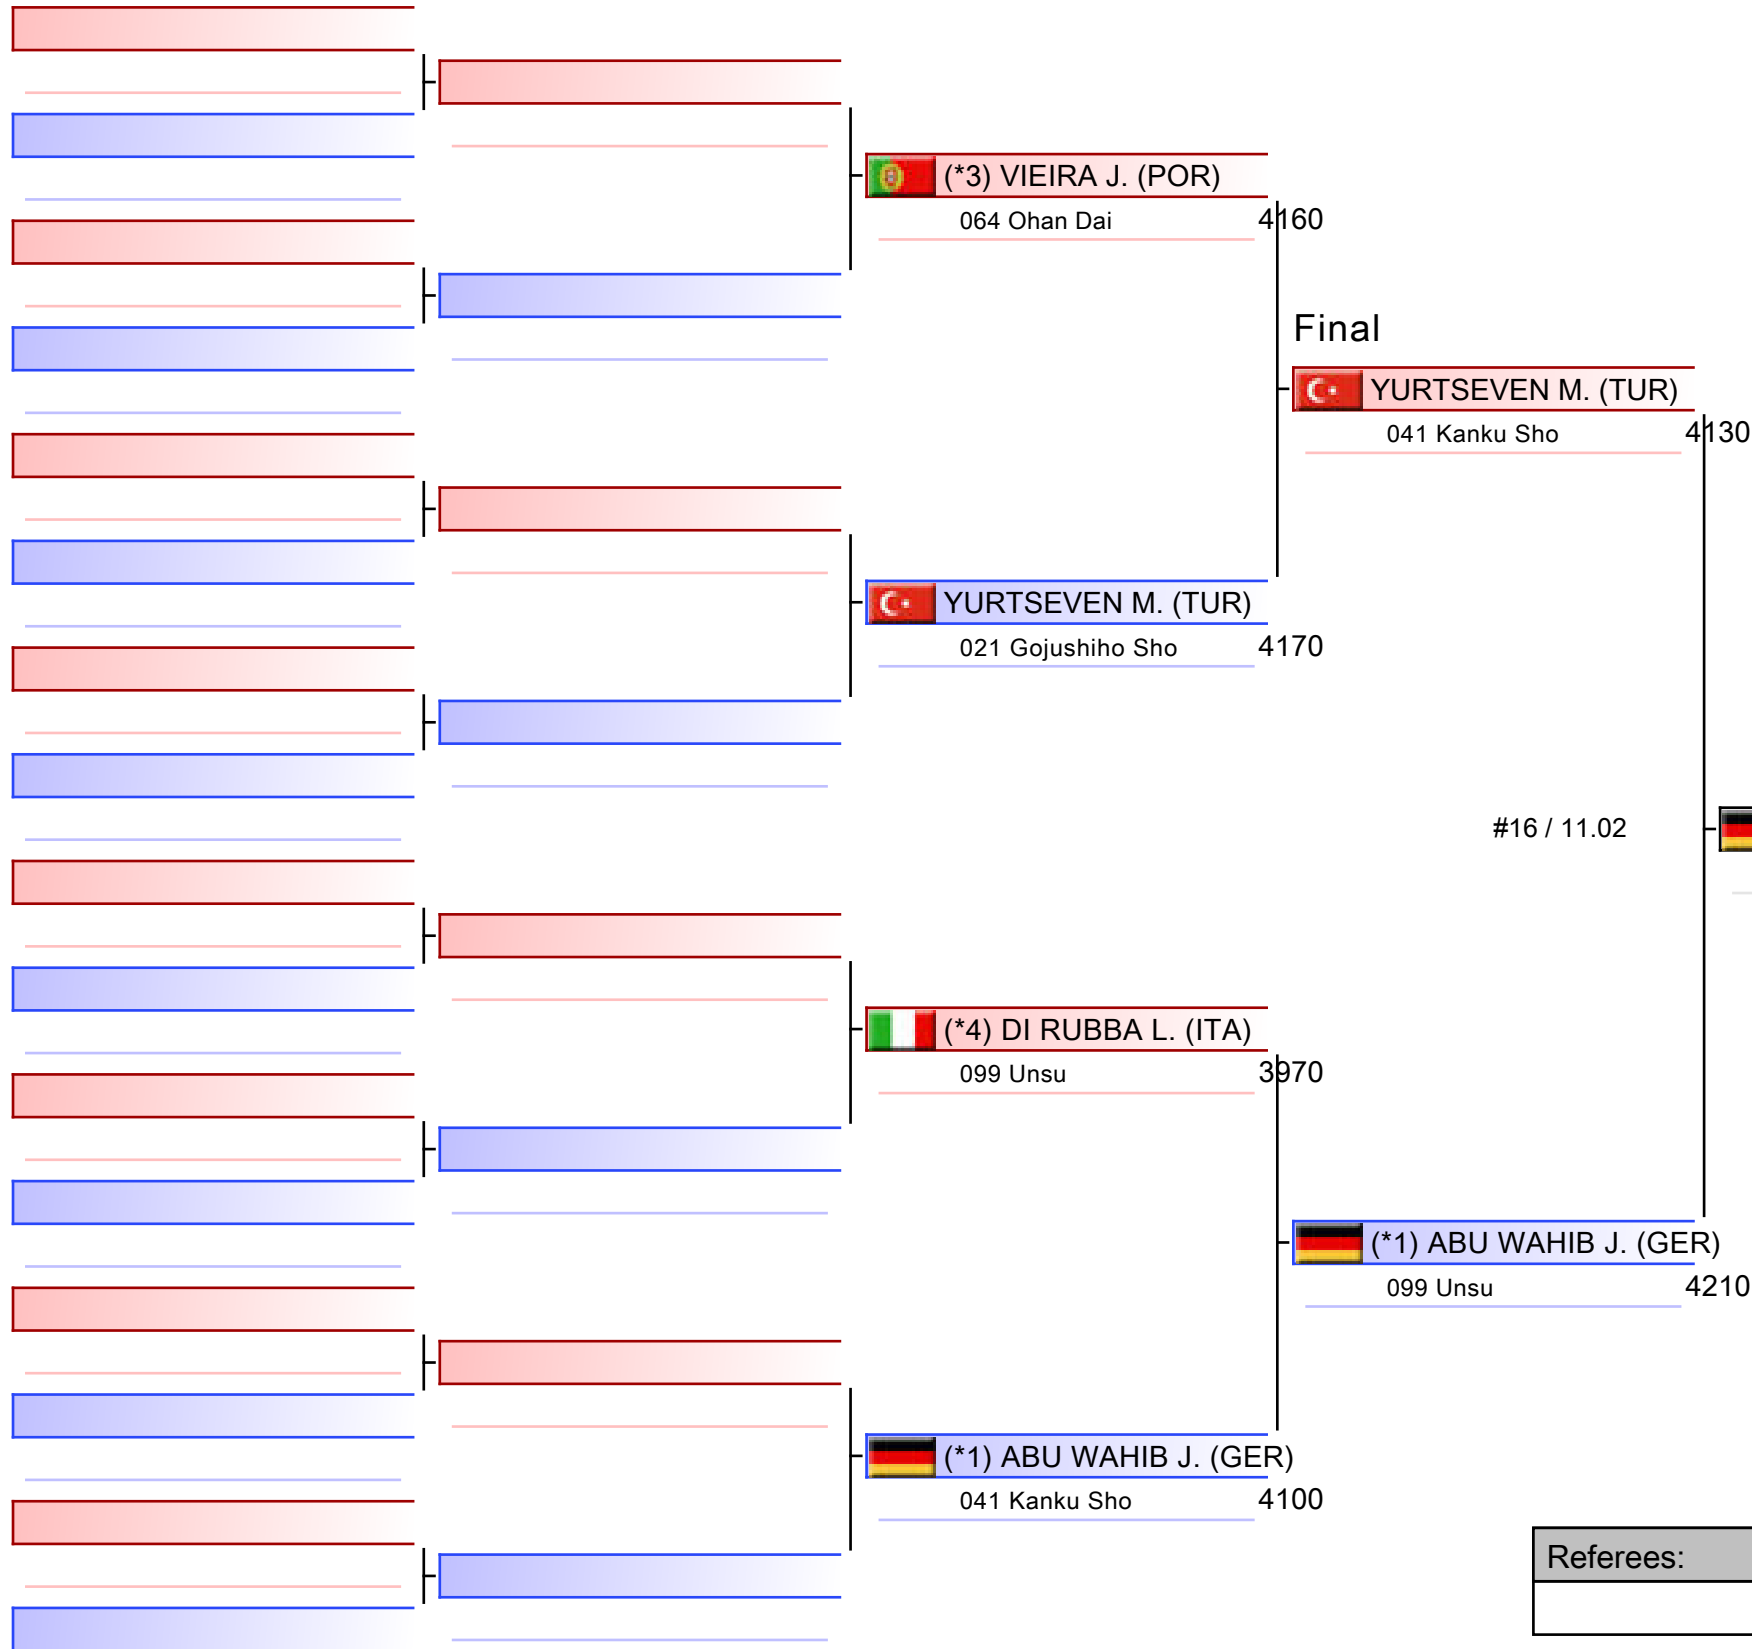 (*3) VIEIRA J. (POR)
064 Ohan Dai 4160
Final
YURTSEVEN M. (TUR)
041 Kanku Sho 4130
YURTSEVEN M. (TUR)
021 Gojushiho Sho 4170
#16 / 11.02
(*4) DI RUBBA L. (ITA)
099 Unsu 3970
(*1) ABU WAHIB J. (GER)
099 Unsu 4210
(*1) ABU WAHIB J. (GER)
041 Kanku Sho 4100
Referees: